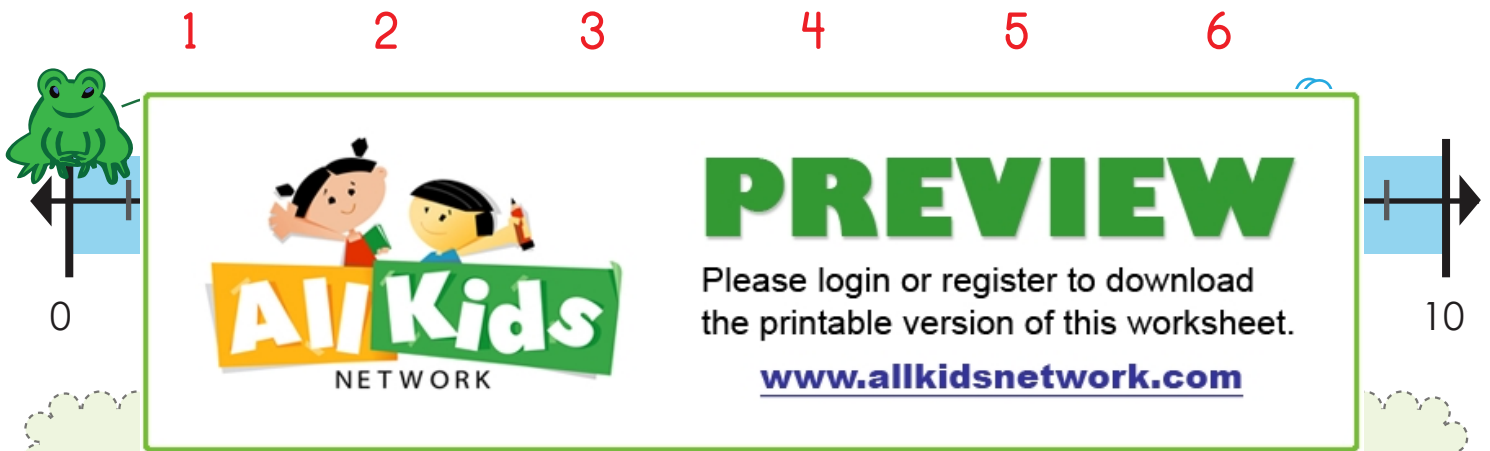 1 2 3 4 5 6
PREVIEW
Please login or register to download
the printable version of this worksheet.
www.allkidsnetwork.com
All Kids
NETWORK
0 10